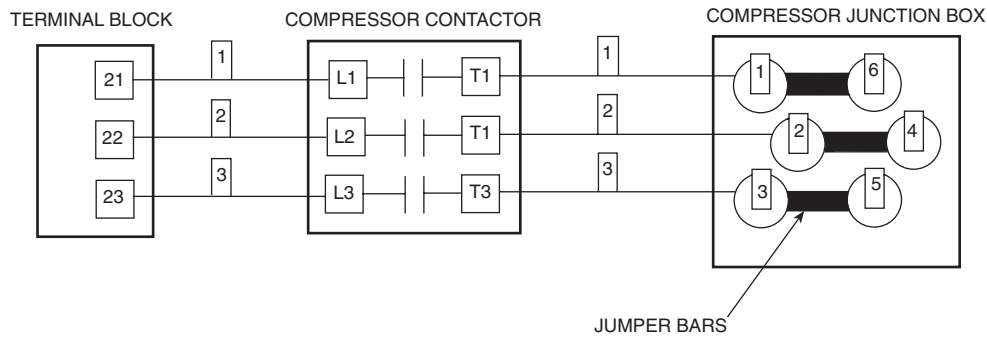 TERMINAL BLOCK
COMPRESSOR CONTACTOR
COMPRESSOR JUNCTION BOX
21
1
L1
T1
1
1
6
22
2
L2
T1
2
2
4
23
3
L3
T3
3
3
5
JUMPER BARS